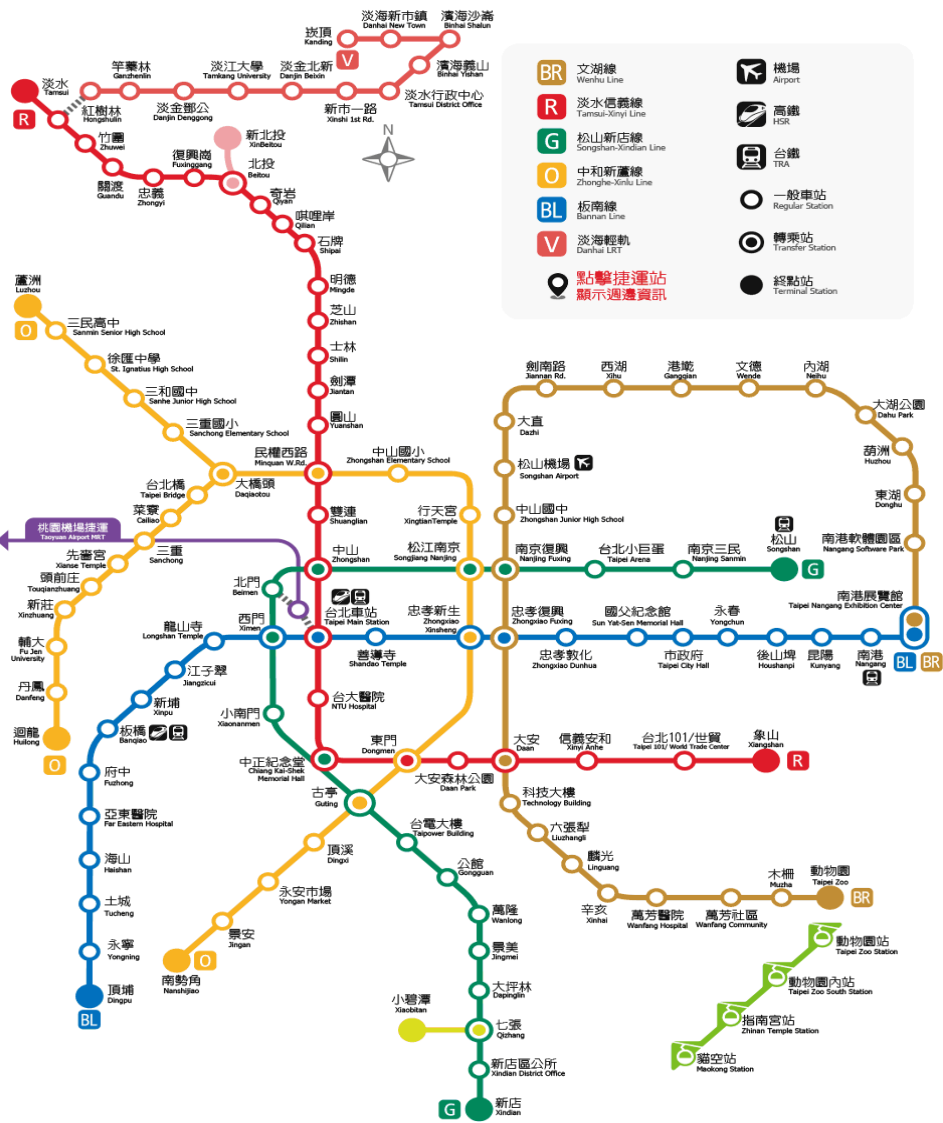 淡海新市鎮
Danhai New Town
濱海沙崙
Binhai Shalun
崁頂
Kanding
V
濱海義山
Binhai Yishan
淡水
Tamsui
R
竿蓁林
Ganzhenlin
淡江大學
Tamkang University
淡金北新
Danjin Beixin
淡水行政中心
Tamsui District Office
紅樹林
Hongshulin
淡金鄧公
Danjin Denggong
新市一路
Xinshi 1st Rd.
竹圍
Zhuwei
關渡
Guandu
忠義
Zhongyi
復興崗
Fuxinggang
新北投
XinBeitou
北投
Beitou
N
奇岩
Qiyan
唭哩岸
Qilian
石牌
Shipai
明德
Mingde
芝山
Zhishan
士林
Shilin
劍潭
Jiantan
圓山
Yuanshan
BR
文湖線
Wenhu Line
R
淡水信義線
Tamsui-Xinyi Line
G
松山新店線
Songshan-Xindian Line
O
中和新蘆線
Zhonghe-Xinlu Line
BL
板南線
Bannan Line
V
淡海輕軌
Danhai LRT
點擊捷運站
顯示週邊資訊
機場
Airport
高鐵
HSR
台鐵
TRA
一般車站
Regular Station
轉乘站
Transfer Station
終點站
Terminal Station
蘆洲
Luzhou
O
三民高中
Sanmin Senior High School
徐匯中學
St. Ignatius High School
三和國中
Sanhe Junior High School
三重國小
Sanchong Elementary School
大橋頭
Daqiaotou
民權西路
Minquan W.Rd.
中山國小
Zhongshan Elementary School
台北橋
Taipei Bridge
菜寮
Cailiao
三重
Sanchong
先嗇宮
Xianse Temple
頭前庄
Touqianzhuang
新莊
Xinzhuang
輔大
Fu Jen
University
丹鳳
Danfeng
迴龍
Huilong
O
桃園機場捷運
Taoyuan Airport MRT
劍南路
Jiannan Rd.
西湖
Xihu
港墘
Gangqian
文德
Wende
內湖
Neihu
大湖公園
Dahu Park
葫洲
Huzhou
東湖
Donghu
南港軟體園區
Nangang Software Park
南港展覽館
Taipei Nangang Exhibition Center
BL
BR
大直
Dazhi
松山機場
Songshan Airport
中山國中
Zhongshan Junior High School
行天宮
XingtianTemple
雙連
Shuanglian
中山
Zhongshan
松江南京
Songjiang Nanjing
南京復興
Nanjing Fuxing
台北小巨蛋
Taipei Arena
南京三民
Nanjing Sanmin
松山
Songshan
G
北門
Beimen
西門
Ximen
台北車站
Taipei Main Station
善導寺
Shandao Temple
忠孝新生
Zhongxiao
Xinsheng
忠孝復興
Zhongxiao Fuxing
忠孝敦化
Zhongxiao Dunhua
國父紀念館
Sun Yat-Sen Memorial Hall
市政府
Taipei City Hall
永春
Yongchun
後山埤
Houshanpi
昆陽
Kunyang
南港
Nangang
龍山寺
Longshan Temple
江子翠
Jiangzicui
新埔
Xinpu
板橋
Banqiao
府中
Fuzhong
亞東醫院
Far Eastern Hospital
海山
Haishan
土城
Tucheng
永寧
Yongning
頂埔
Dingpu
BL
小南門
Xiaonanmen
台大醫院
NTU Hospital
中正紀念堂
Chiang Kai-Shek
Memorial Hall
東門
Dongmen
大安森林公園
Daan Park
大安
Daan
信義安和
Xinyi Anhe
台北101/世貿
Taipei 101/ World Trade Center
象山
Xiangshan
R
古亭
Guting
頂溪
Dingxi
永安市場
Yongan Market
景安
Jingan
南勢角
Nanshijiao
O
台電大樓
Taipower Building
公館
Gongguan
萬隆
Wanlong
景美
Jingmei
大坪林
Dapinglin
小碧潭
Xiaobitan
七張
Qizhang
新店區公所
Xindian District Office
G
新店
Xindian
科技大樓
Technology Building
六張犁
Liuzhangli
麟光
Linguang
辛亥
Xinhai
萬芳醫院
Wanfang Hospital
萬芳社區
Wanfang Community
木柵
Muzha
動物園
Taipei Zoo
BR
動物園站
Taipei Zoo Station
動物園內站
Taipei Zoo South Station
指南宮站
Zhinan Temple Station
貓空站
Maokong Station